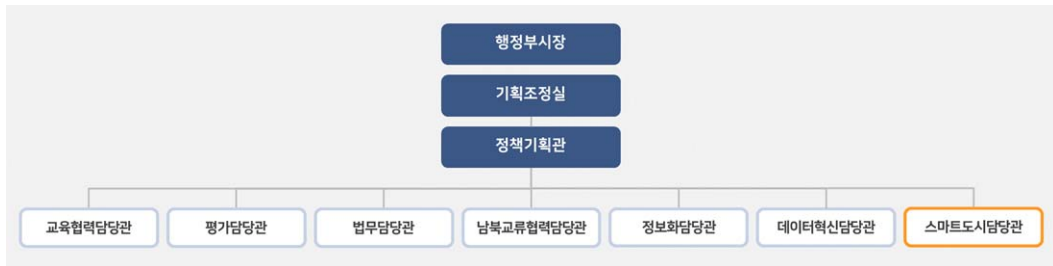 행정부시장
기획조정실
정책기획관
교육협력담당관
평가담당관
법무담당관
남북교류협력담당관
정보화담당관
데이터혁신담당관
스마트도시담당관